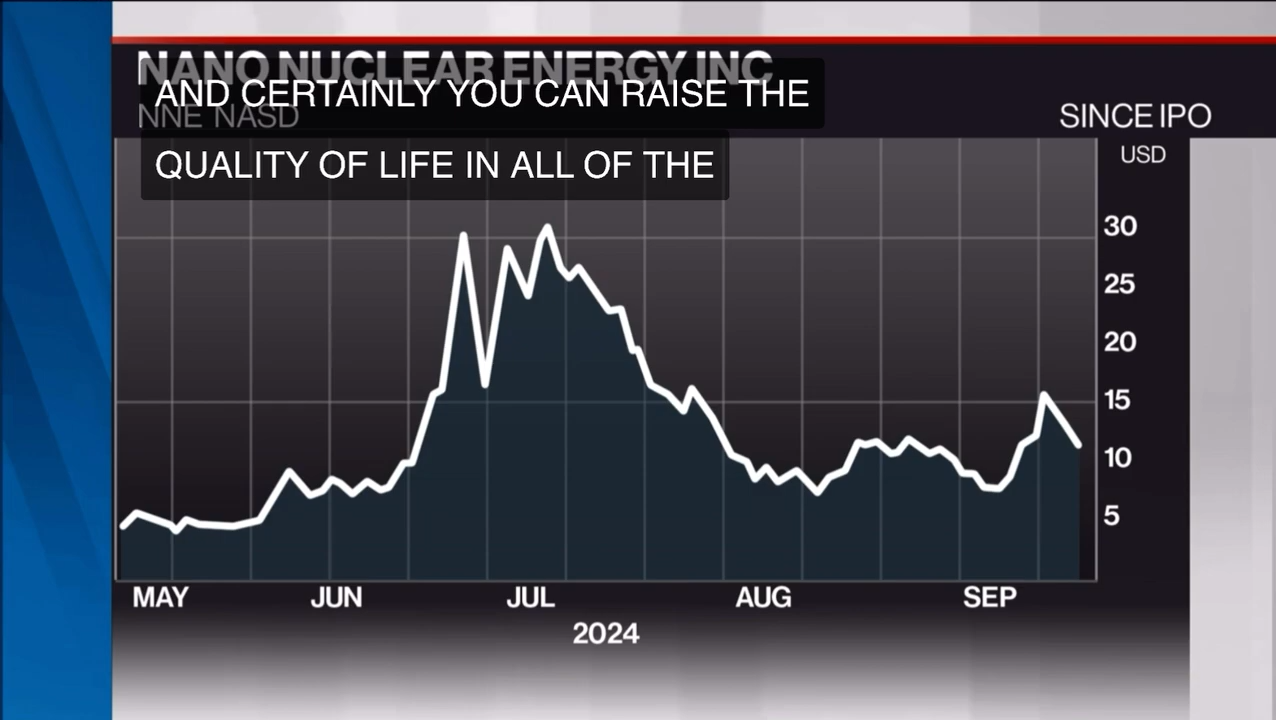 NANO NUCLEAR ENERGY INC
AND CERTAINLY YOU CAN RAISE THE
NNE NASD
SINCE IPO
QUALITY OF LIFE IN ALL OF THE
USD
30
25
20
15
10
5
MAY JUN JUL AUG SEP
2024